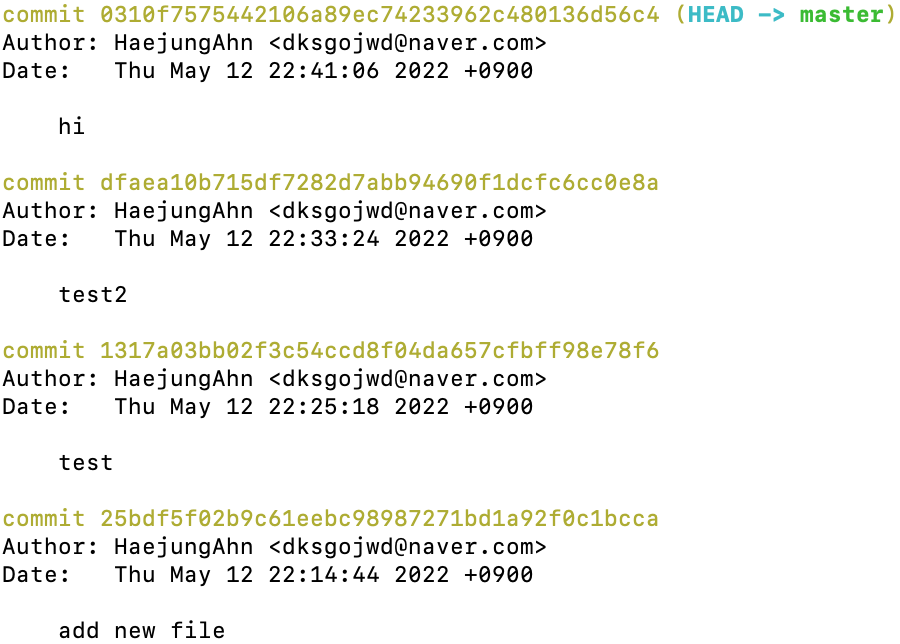 commit 0310f7575442106a89ec74233962c480136d56c4 (HEAD -> master)
Author: HaejungAhn <dksgojwd@naver.com>
Date:   Thu May 12 22:41:06 2022 +0900

    hi

commit dfaea10b715df7282d7abb94690f1dcfc6cc0e8a
Author: HaejungAhn <dksgojwd@naver.com>
Date:   Thu May 12 22:33:24 2022 +0900

    test2

commit 1317a03bb02f3c54ccd8f04da657cfbff98e78f6
Author: HaejungAhn <dksgojwd@naver.com>
Date:   Thu May 12 22:25:18 2022 +0900

    test

commit 25bdf5f02b9c61eebc98987271bd1a92f0c1bcca
Author: HaejungAhn <dksgojwd@naver.com>
Date:   Thu May 12 22:14:44 2022 +0900

    add new file